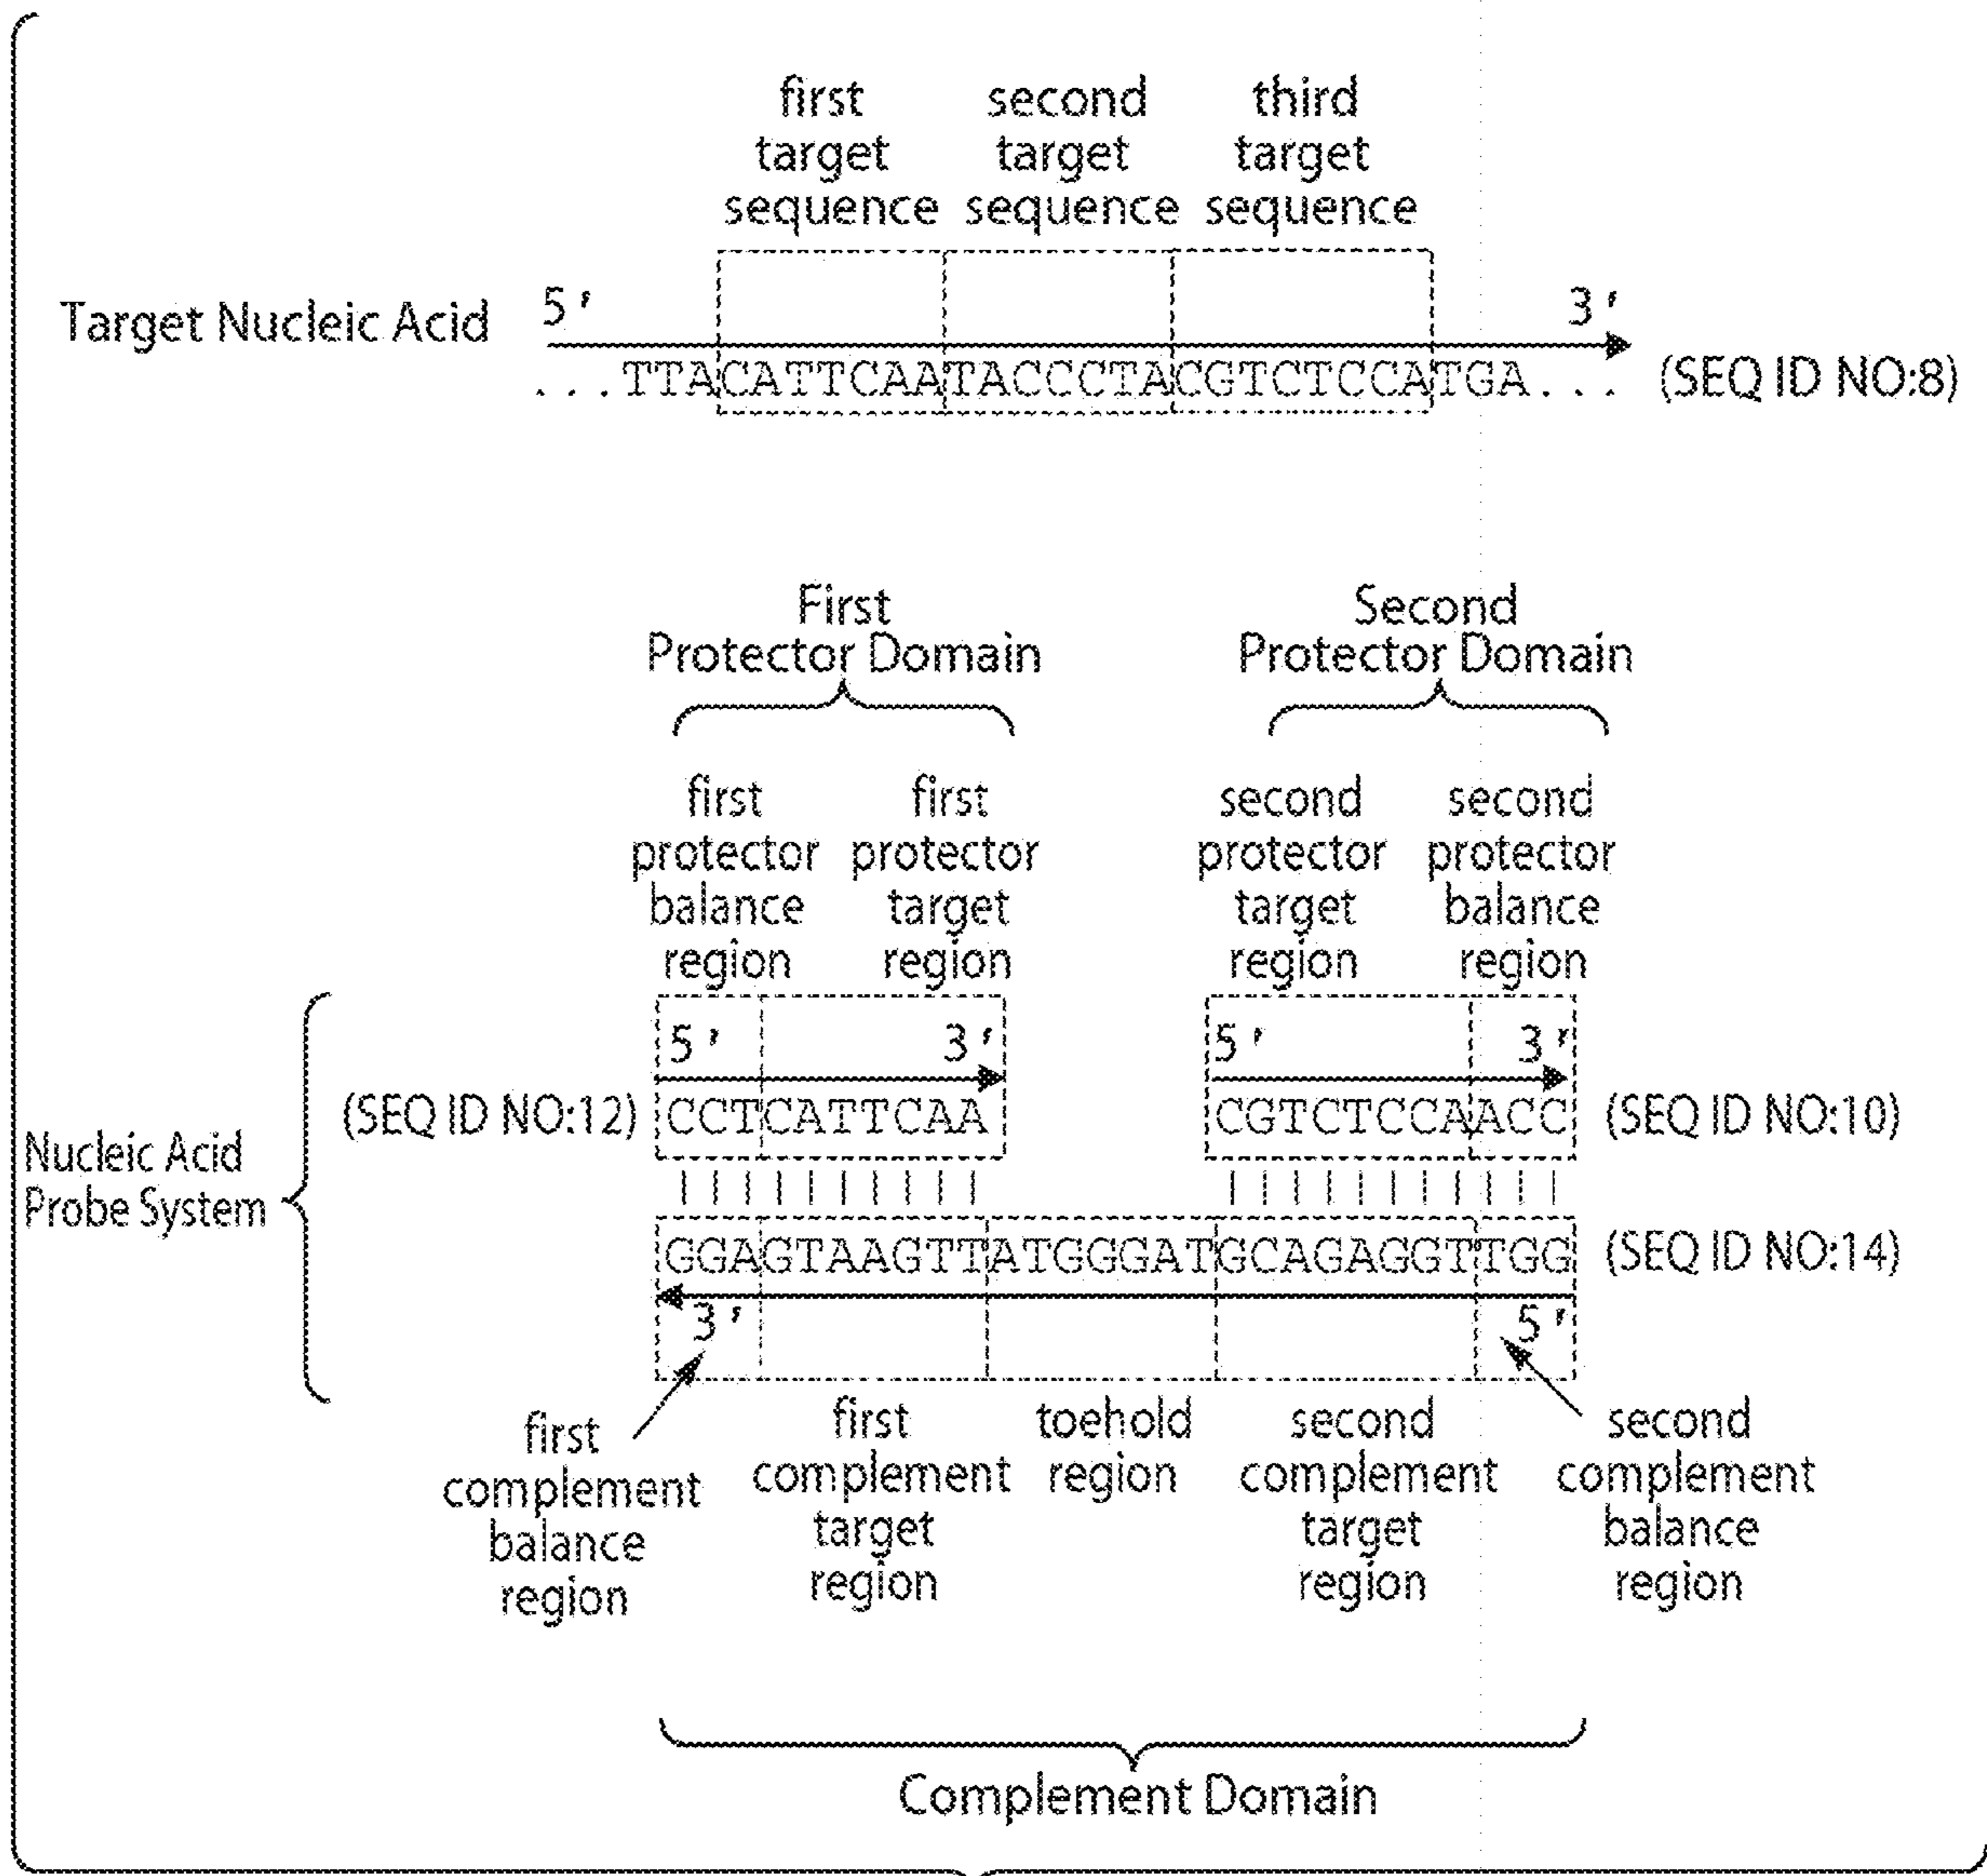 first second third
target target target
sequence sequence sequence
Target Nucleic Acid 5' 3'
...TTACATTCAATACCCTACGTCTCCATGA... (SEQ ID NO:8)
First Second
Protector Domain Protector Domain
first first second second
protector protector protector protector
balance target target balance
region region region region
5' 3' 5' 3'
(SEQ ID NO:12) CCTCATTCAA CGTCTCCAACC (SEQ ID NO:10)
Nucleic Acid
Probe System
GGAGTAAGTTATGGGATGCAGAGGTTGG (SEQ ID NO:14)
3' 5'
first first toehold second second
complement complement region complement complement
balance target target balance
region region region region
Complement Domain